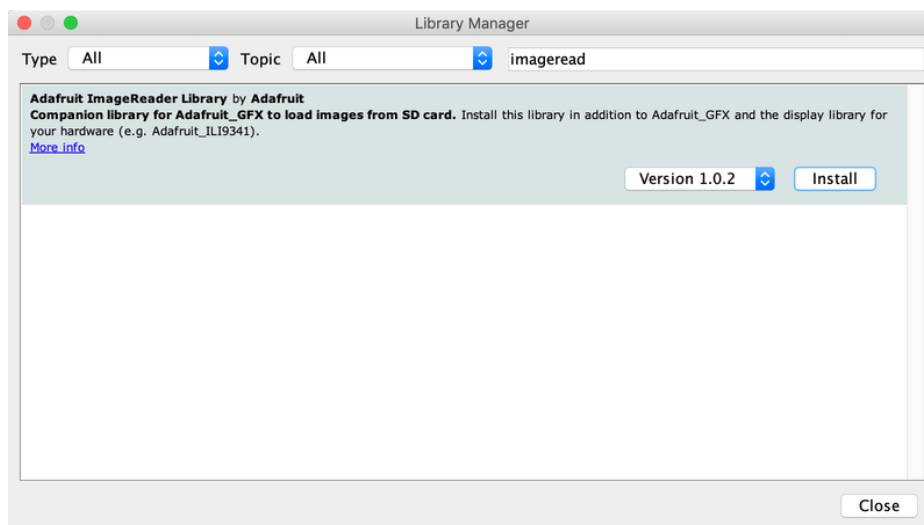 Library Manager
Type All Topic All imageread
Adafruit ImageReader Library by Adafruit
Companion library for Adafruit_GFX to load images from SD card. Install this library in addition to Adafruit_GFX and the display library for
your hardware (e.g. Adafruit_ILI9341).
More info
Version 1.0.2 Install
Close